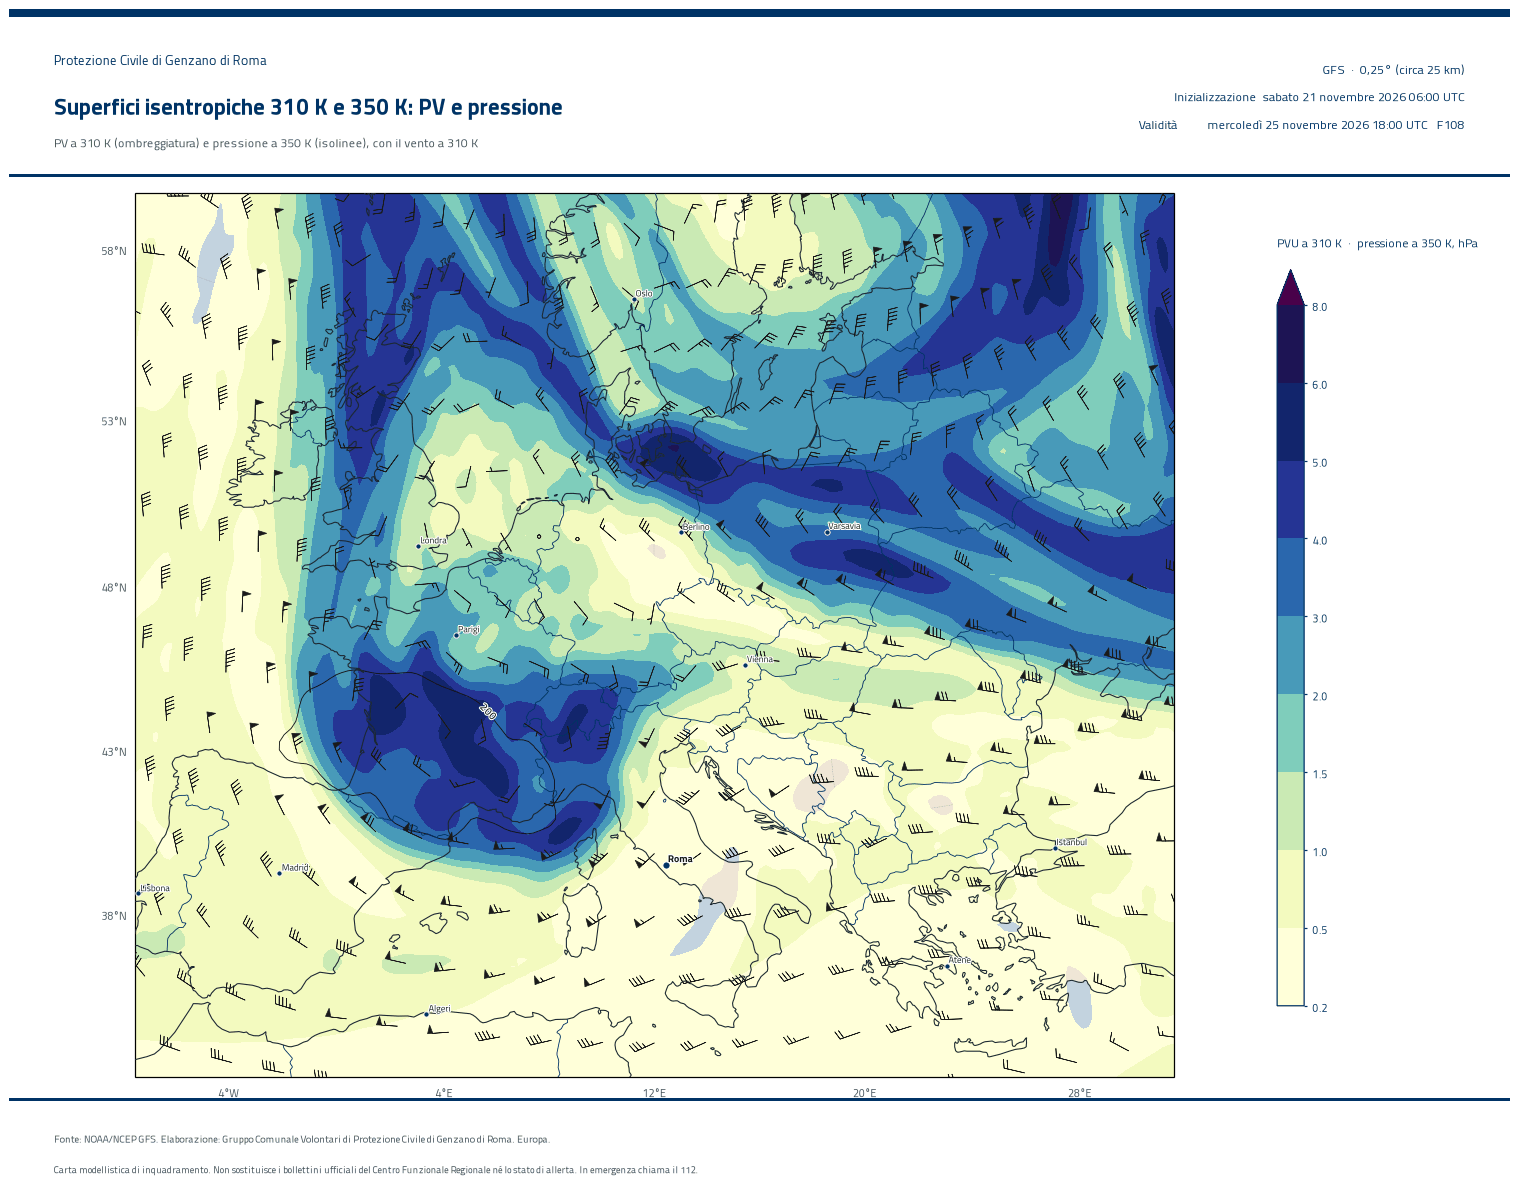 Protezione Civile di Genzano di Roma
Superfici isentropiche 310 K e 350 K: PV e pressione
PV a 310 K (ombreggiatura) e pressione a 350 K (isolinee), con il vento a 310 K
GFS · 0,25° (circa 25 km)
Inizializzazione sabato 21 novembre 2026 06:00 UTC
Validità mercoledì 25 novembre 2026 18:00 UTC F108
PVU a 310 K · pressione a 350 K, hPa
58°N
53°N
48°N
43°N
38°N
Oslo
Londra
Berlino
Varsavia
Parigi
Vienna
200
Roma
Madrid
Lisbona
Istanbul
Atene
Algeri
8.0
6.0
5.0
4.0
3.0
2.0
1.5
1.0
0.5
0.2
4°W
4°E
12°E
20°E
28°E
Fonte: NOAA/NCEP GFS. Elaborazione: Gruppo Comunale Volontari di Protezione Civile di Genzano di Roma. Europa.
Carta modellistica di inquadramento. Non sostituisce i bollettini ufficiali del Centro Funzionale Regionale né lo stato di allerta. In emergenza chiama il 112.